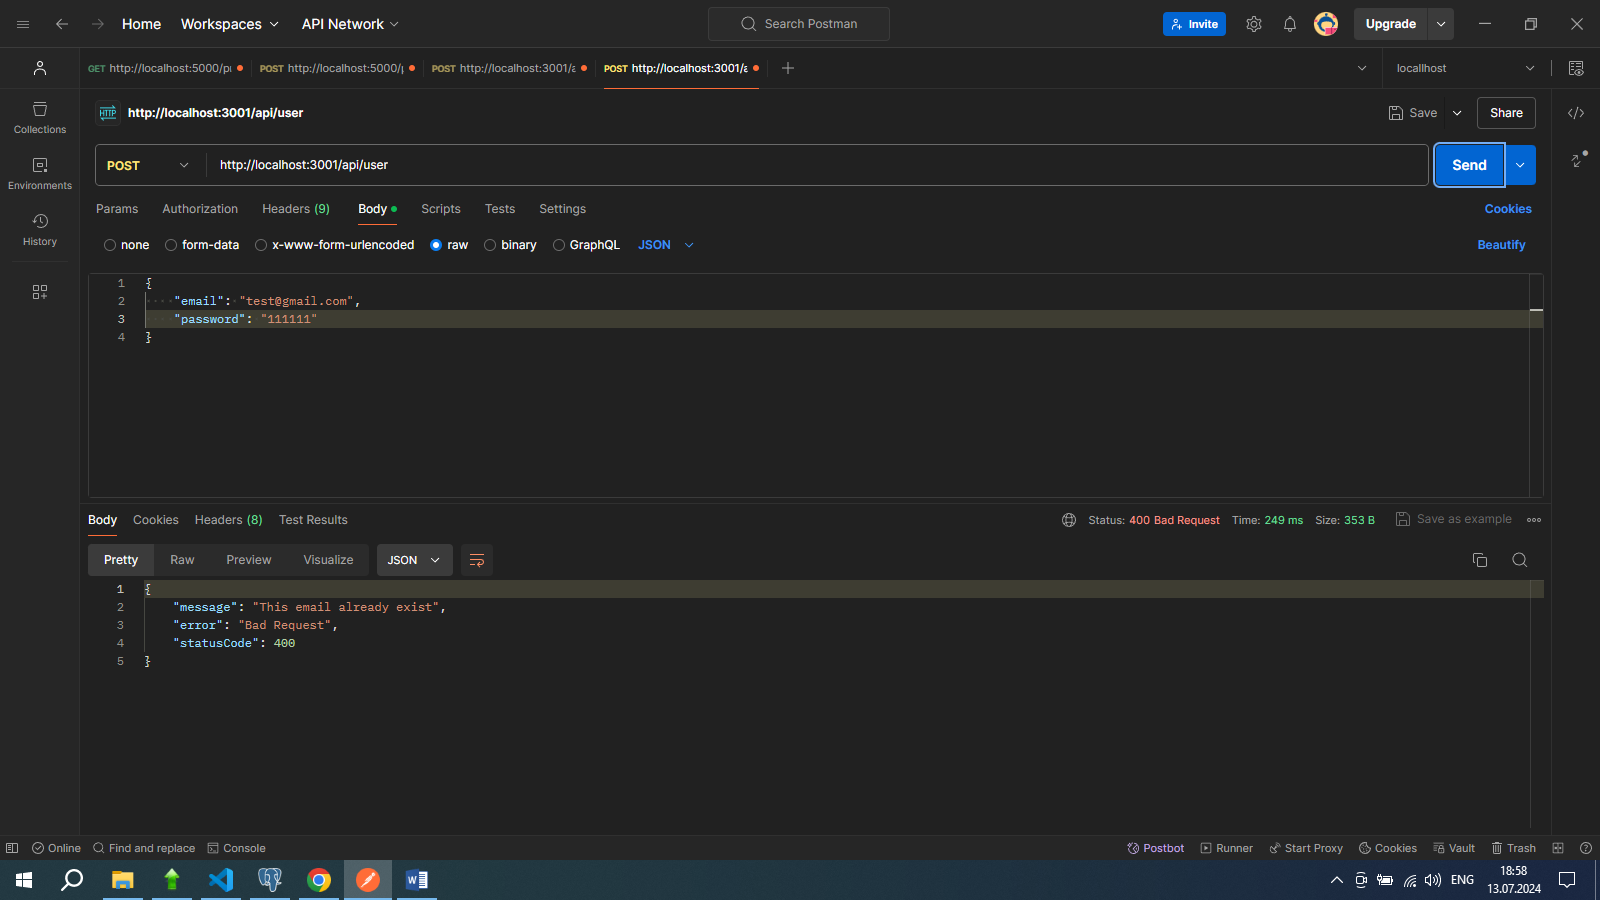 Home Workspaces API Network Search Postman Invite Upgrade
GET http://localhost:5000/ POST http://localhost:5000/ POST http://localhost:3001/ POST http://localhost:3001/ locallhost
HTTP http://localhost:3001/api/user Save Share
Collections
POST http://localhost:3001/api/user Send
Environments
Params Authorization Headers (9) Body Scripts Tests Settings Cookies
History
none form-data x-www-form-urlencoded raw binary GraphQL JSON Beautify
1 {
2 "email": "test@gmail.com",
3 "password": "111111"
4 }
Body Cookies Headers (8) Test Results Status: 400 Bad Request Time: 249 ms Size: 353 B Save as example
Pretty Raw Preview Visualize JSON
1 {
2 "message": "This email already exist",
3 "error": "Bad Request",
4 "statusCode": 400
5 }
Online Find and replace Console Postbot Runner Start Proxy Cookies Vault Trash
ENG 18:58
13.07.2024